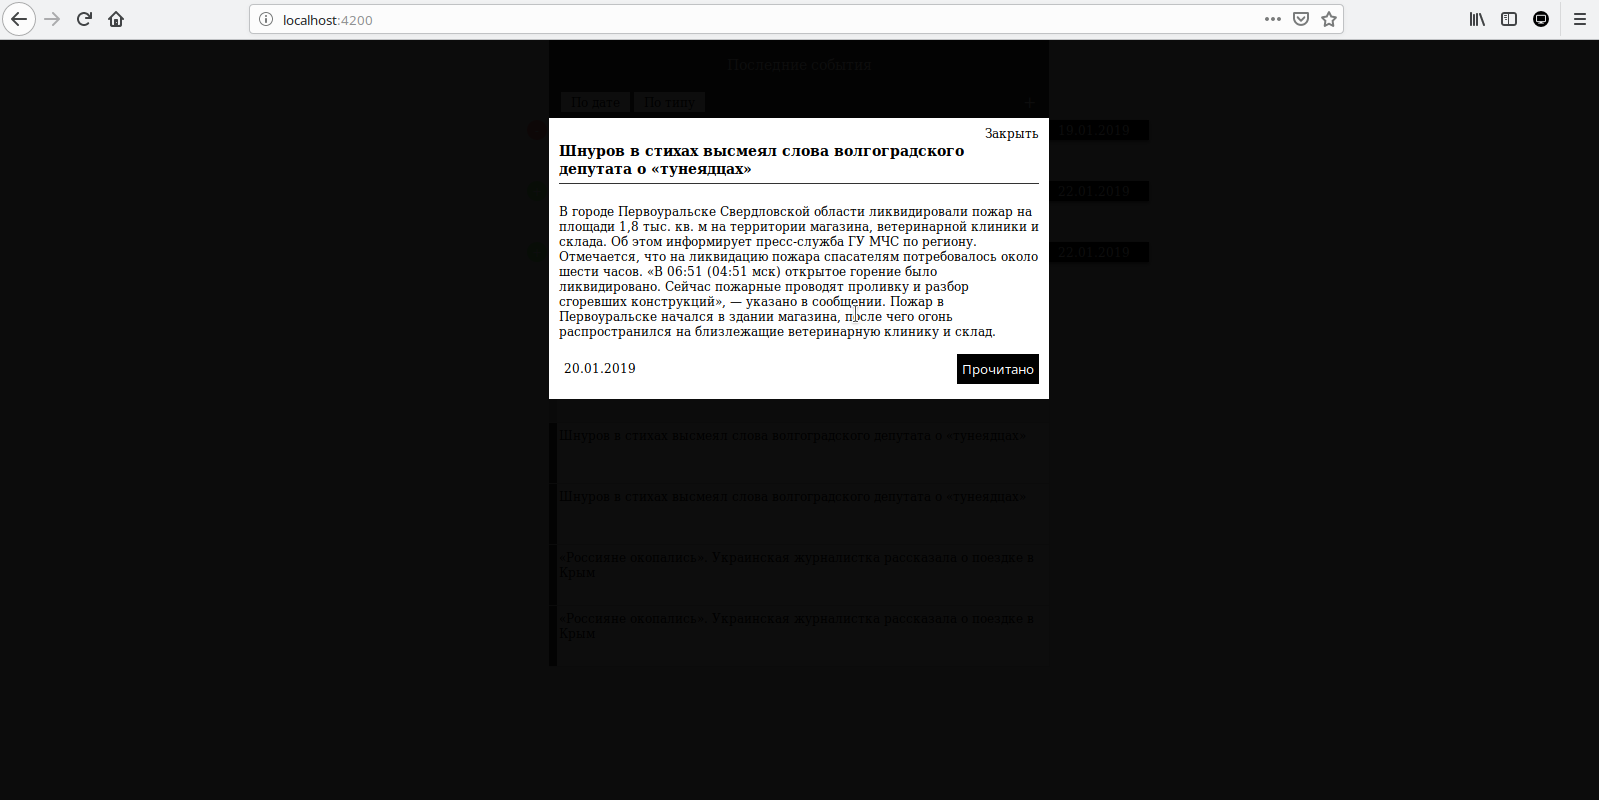 localhost:4200
Последние события
По дате По типу +
Закрыть
19.01.2019
Шнуров в стихах высмеял слова волгоградского
депутата о «тунеядцах»
22.01.2019
В городе Первоуральске Свердловской области ликвидировали пожар на
площади 1,8 тыс. кв. м на территории магазина, ветеринарной клиники и
склада. Об этом информирует пресс-служба ГУ МЧС по региону.
22.01.2019
Отмечается, что на ликвидацию пожара спасателям потребовалось около
шести часов. «В 06:51 (04:51 мск) открытое горение было
ликвидировано. Сейчас пожарные проводят проливку и разбор
сгоревших конструкций», — указано в сообщении. Пожар в
Первоуральске начался в здании магазина, после чего огонь
распространился на близлежащие ветеринарную клинику и склад.
20.01.2019
Прочитано
Шнуров в стихах высмеял слова волгоградского депутата о «тунеядцах»
Шнуров в стихах высмеял слова волгоградского депутата о «тунеядцах»
«Россияне окопались». Украинская журналистка рассказала о поездке в
Крым
«Россияне окопались». Украинская журналистка рассказала о поездке в
Крым